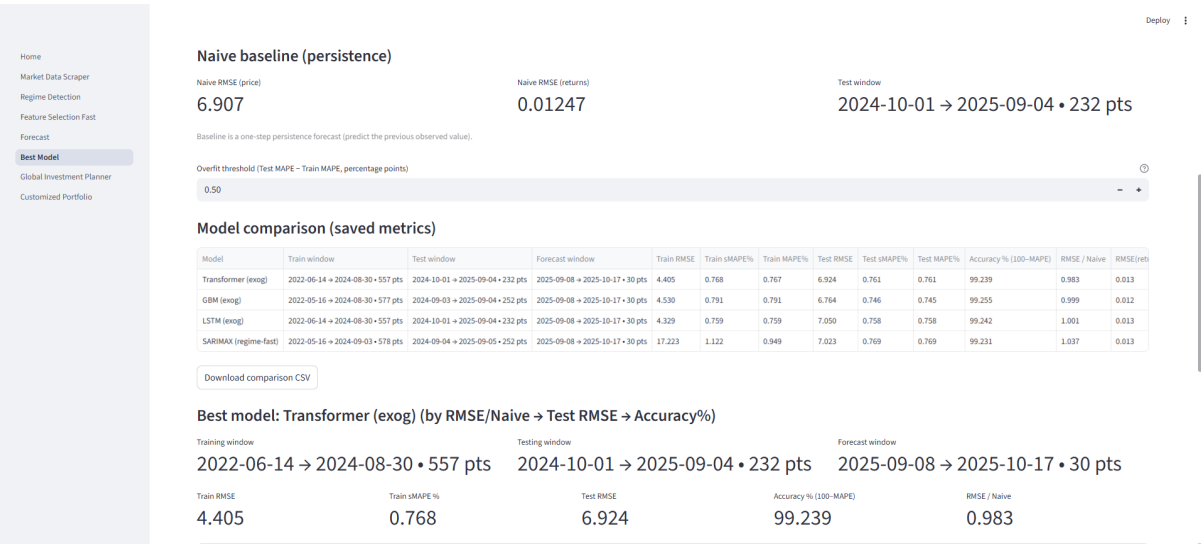 Deploy
Home
Market Data Scraper
Regime Detection
Feature Selection Fast
Forecast
Best Model
Global Investment Planner
Customized Portfolio
Naive baseline (persistence)
Naive RMSE (price) Naive RMSE (returns) Test window
6.907 0.01247 2024-10-01 → 2025-09-04 • 232 pts
Baseline is a one-step persistence forecast (predict the previous observed value).
Overfit threshold (Test MAPE − Train MAPE, percentage points)
0.50 − +
Model comparison (saved metrics)
Model Train window Test window Forecast window Train RMSE Train sMAPE% Train MAPE% Test RMSE Test sMAPE% Test MAPE% Accuracy % (100−MAPE) RMSE / Naive RMSE(ret
Transformer (exog) 2022-06-14 → 2024-08-30 • 557 pts 2024-10-01 → 2025-09-04 • 232 pts 2025-09-08 → 2025-10-17 • 30 pts 4.405 0.768 0.767 6.924 0.761 0.761 99.239 0.983 0.013
GBM (exog) 2022-05-16 → 2024-08-30 • 577 pts 2024-09-03 → 2025-09-04 • 252 pts 2025-09-08 → 2025-10-17 • 30 pts 4.530 0.791 0.791 6.764 0.746 0.745 99.255 0.999 0.012
LSTM (exog) 2022-06-14 → 2024-08-30 • 557 pts 2024-10-01 → 2025-09-04 • 232 pts 2025-09-08 → 2025-10-17 • 30 pts 4.329 0.759 0.759 7.050 0.758 0.758 99.242 1.001 0.013
SARIMAX (regime-fast) 2022-05-16 → 2024-09-03 • 578 pts 2024-09-04 → 2025-09-05 • 252 pts 2025-09-08 → 2025-10-17 • 30 pts 17.223 1.122 0.949 7.023 0.769 0.769 99.231 1.037 0.013
Download comparison CSV
Best model: Transformer (exog) (by RMSE/Naive → Test RMSE → Accuracy%)
Training window Testing window Forecast window
2022-06-14 → 2024-08-30 • 557 pts 2024-10-01 → 2025-09-04 • 232 pts 2025-09-08 → 2025-10-17 • 30 pts
Train RMSE Train sMAPE % Test RMSE Accuracy % (100−MAPE) RMSE / Naive
4.405 0.768 6.924 99.239 0.983